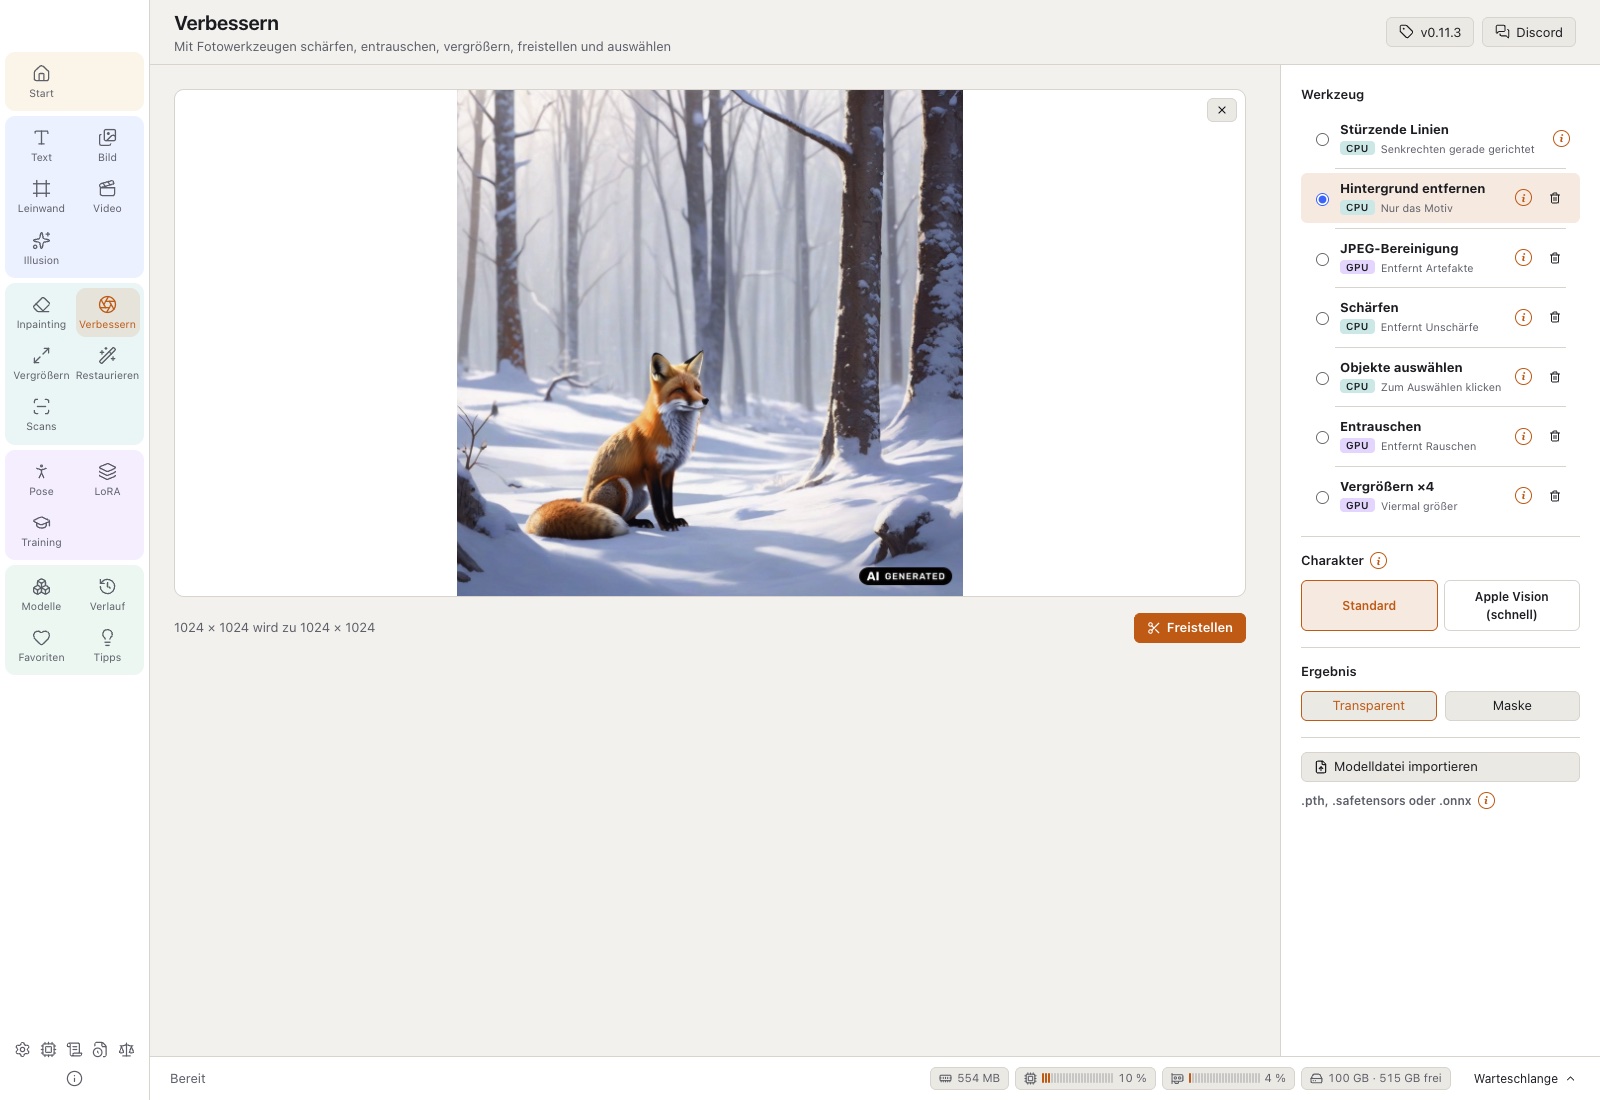 Verbessern
Mit Fotowerkzeugen schärfen, entrauschen, vergrößern, freistellen und auswählen
v0.11.3
Discord
Start
Text
Bild
Leinwand
Video
Illusion
Inpainting
Verbessern
Vergrößern
Restaurieren
Scans
Pose
LoRA
Training
Modelle
Verlauf
Favoriten
Tipps
AI GENERATED
1024 × 1024 wird zu 1024 × 1024
Freistellen
Werkzeug
Stürzende Linien
CPU Senkrechten gerade gerichtet
Hintergrund entfernen
CPU Nur das Motiv
JPEG-Bereinigung
GPU Entfernt Artefakte
Schärfen
CPU Entfernt Unschärfe
Objekte auswählen
CPU Zum Auswählen klicken
Entrauschen
GPU Entfernt Rauschen
Vergrößern ×4
GPU Viermal größer
Charakter
Standard
Apple Vision
(schnell)
Ergebnis
Transparent
Maske
Modelldatei importieren
.pth, .safetensors oder .onnx
Bereit
554 MB
10 %
4 %
100 GB · 515 GB frei
Warteschlange